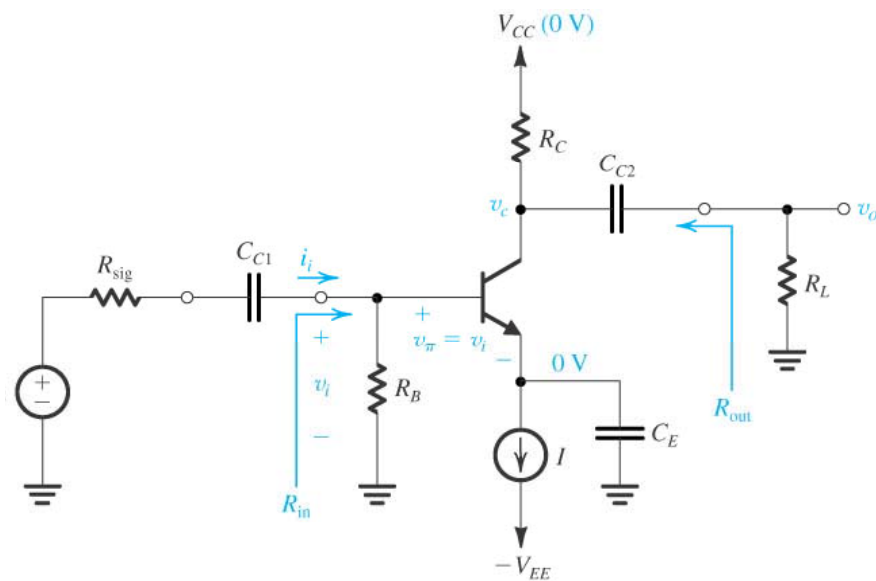 V_CC (0 V)
R_C
C_C2
v_c
v_o
R_sig
C_C1
i_i
+
v_π = v_i
−
R_L
+
v_i
−
R_B
0 V
+
−
R_in
I
C_E
R_out
−V_EE